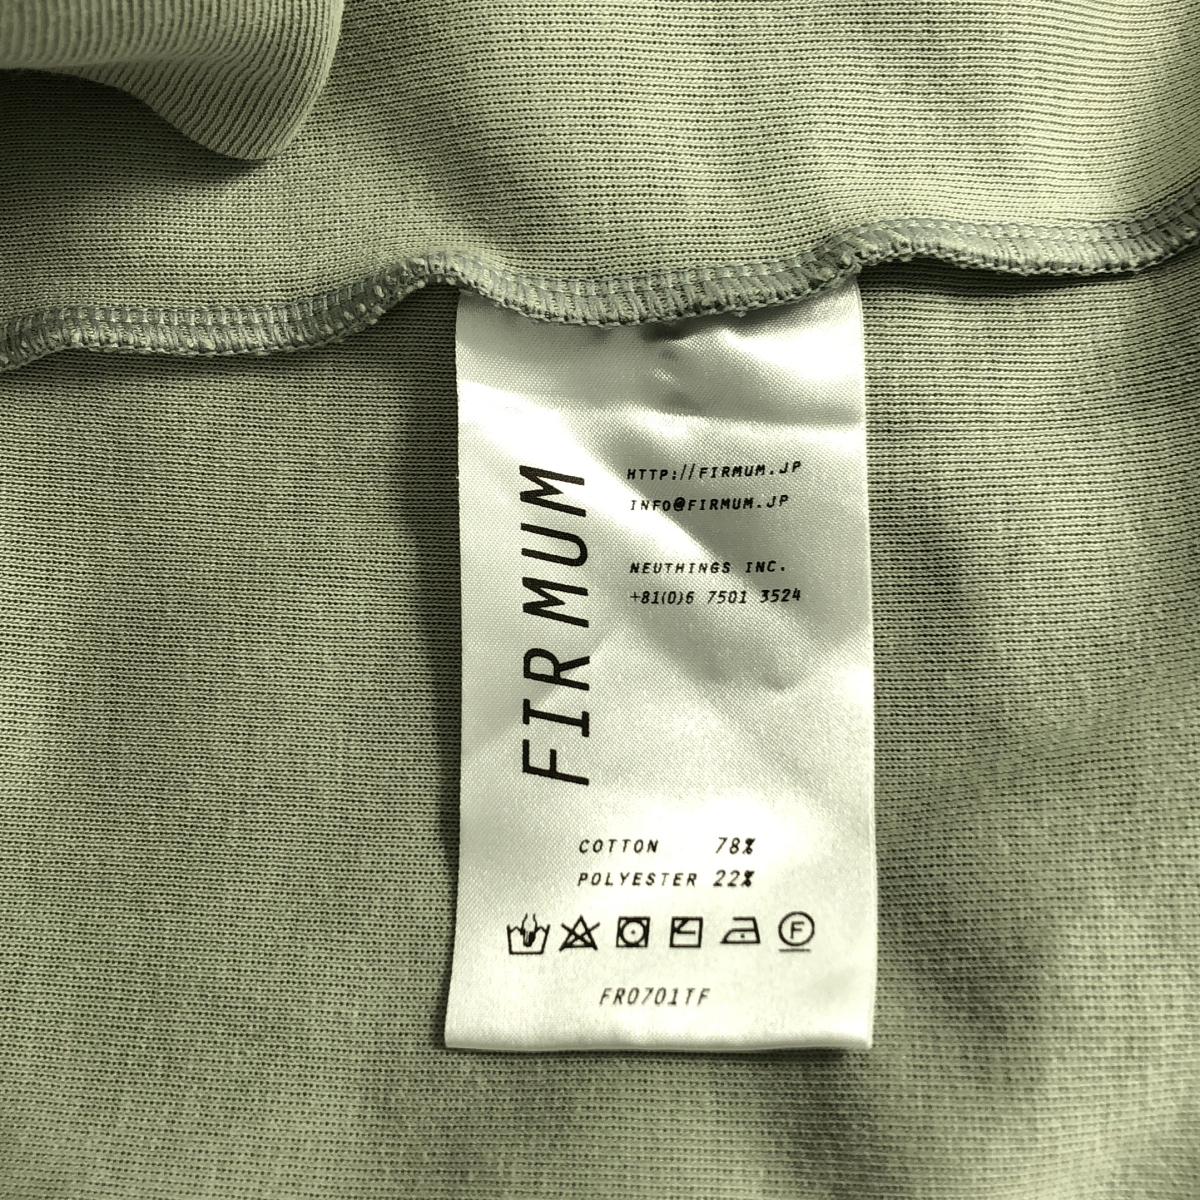 FIRMUM
HTTP://FIRMUM.JP
INFO@FIRMUM.JP
NEUTHINGS INC.
+81(0)6 7501 3524
COTTON 78%
POLYESTER 22%
F
FR0701TF